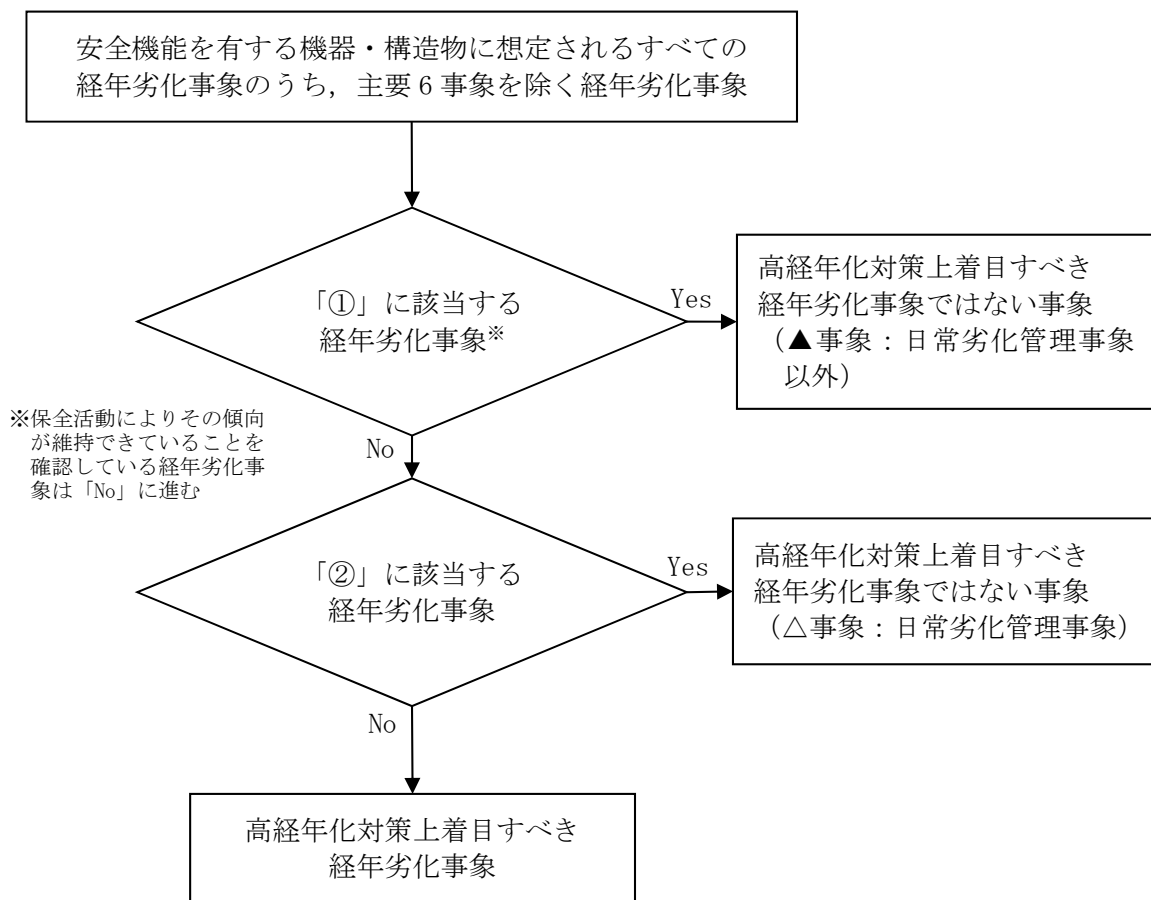 安全機能を有する機器・構造物に想定されるすべての
経年劣化事象のうち，主要6事象を除く経年劣化事象
「①」に該当する
経年劣化事象※
Yes
高経年化対策上着目すべき
経年劣化事象ではない事象
（▲事象：日常劣化管理事象
以外）
※保全活動によりその傾向
が維持できていることを
確認している経年劣化事
象は「No」に進む
No
「②」に該当する
経年劣化事象
Yes
高経年化対策上着目すべき
経年劣化事象ではない事象
（△事象：日常劣化管理事象）
No
高経年化対策上着目すべき
経年劣化事象